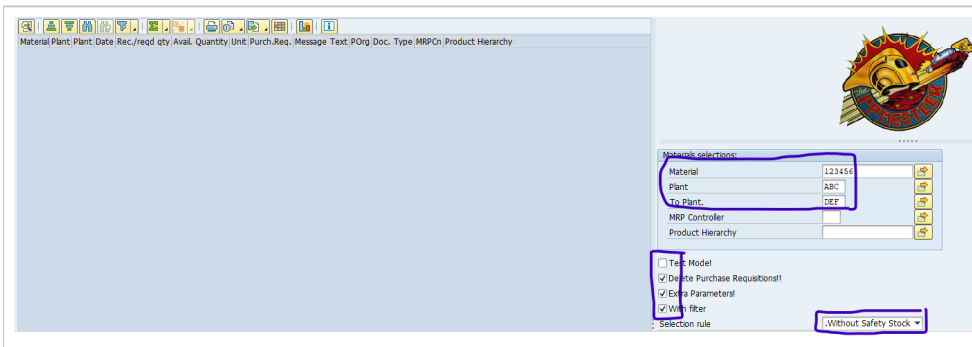 Material Plant Plant Date Rec./reqd qty Avail. Quantity Unit Purch.Req. Message Text POrg Doc. Type MRPCn Product Hierarchy
The
PPMESTEER
Materials selections:
Material 123456
Plant ABC
To Plant. DEF
MRP Controller
Product Hierarchy
Test Mode!
Delete Purchase Requisitions!!
Extra Parameters!
With filter
Selection rule .Without Safety Stock